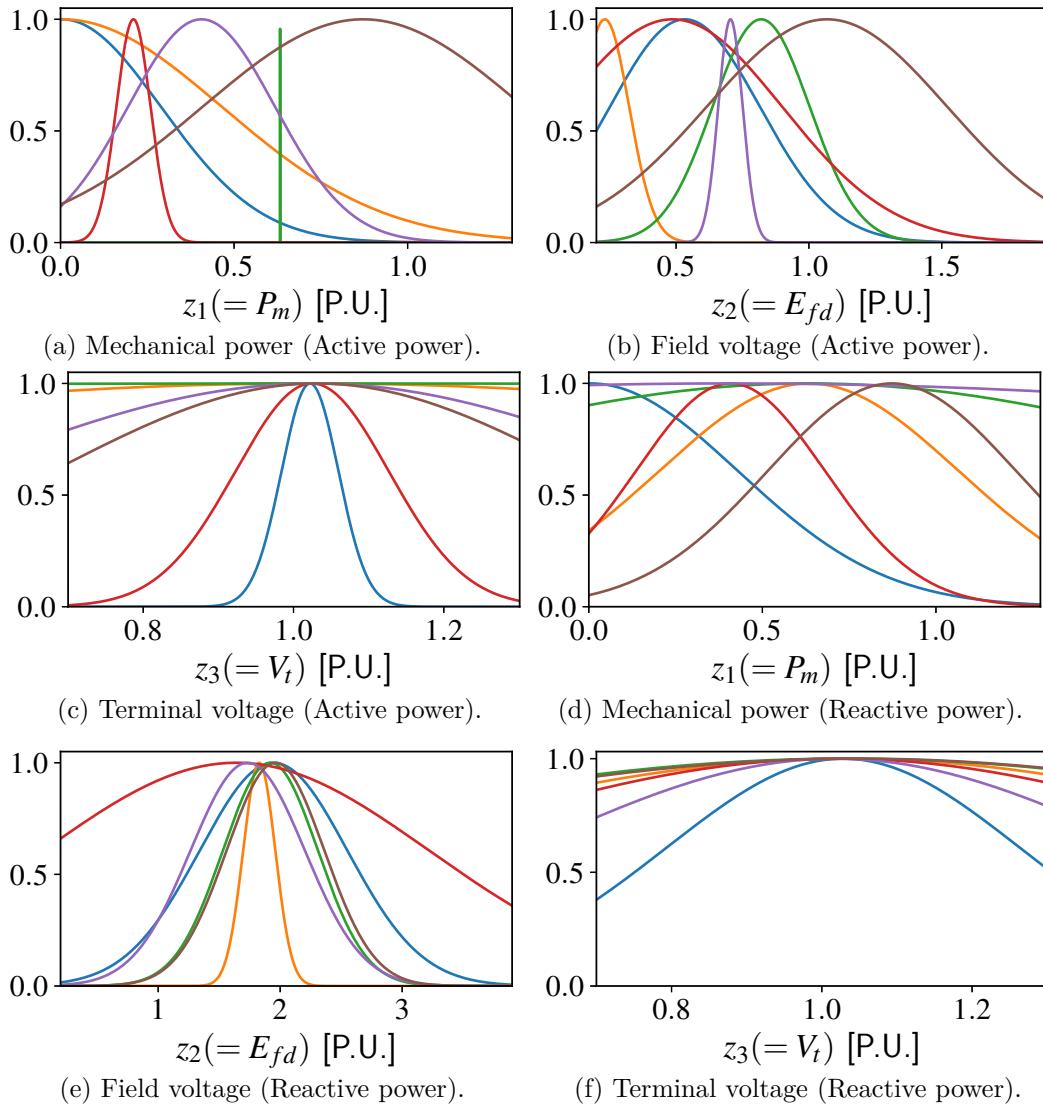 1.0
0.5
0.0
0.0 0.5 1.0
z₁(= Pₘ) [P.U.]
(a) Mechanical power (Active power).
1.0
0.5
0.0
0.5 1.0 1.5
z₂(= E_{fd}) [P.U.]
(b) Field voltage (Active power).
1.0
0.5
0.0
0.8 1.0 1.2
z₃(= Vₜ) [P.U.]
(c) Terminal voltage (Active power).
1.0
0.5
0.0
0.0 0.5 1.0
z₁(= Pₘ) [P.U.]
(d) Mechanical power (Reactive power).
1.0
0.5
0.0
1 2 3
z₂(= E_{fd}) [P.U.]
(e) Field voltage (Reactive power).
1.0
0.5
0.0
0.8 1.0 1.2
z₃(= Vₜ) [P.U.]
(f) Terminal voltage (Reactive power).